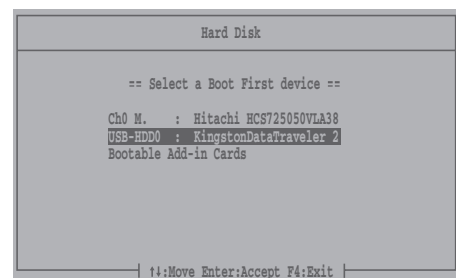 Hard Disk
== Select a Boot First device ==
Ch0 M. : Hitachi HCS725050VLA38
USB-HDD0 : KingstonDataTraveler 2
Bootable Add-in Cards
↑↓:Move Enter:Accept F4:Exit